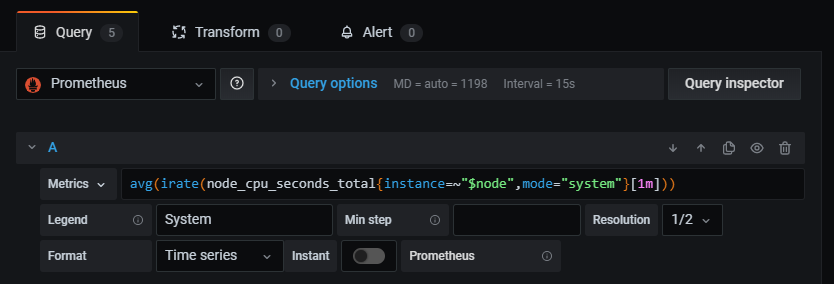 Query 5 Transform 0 Alert 0
Prometheus Query options MD = auto = 1198 Interval = 15s Query inspector
A
Metrics avg(irate(node_cpu_seconds_total{instance=~"$node",mode="system"}[1m]))
Legend System Min step Resolution 1/2
Format Time series Instant Prometheus